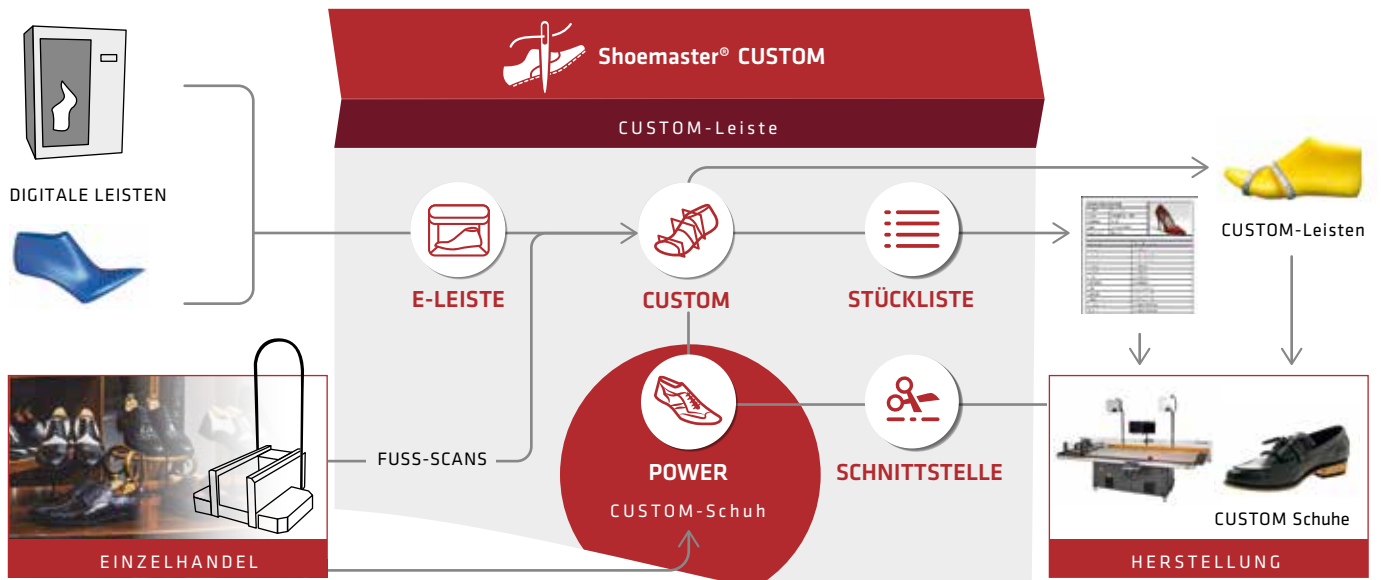 Shoemaster® CUSTOM
CUSTOM-Leiste
DIGITALE LEISTEN
E-LEISTE
CUSTOM
STÜCKLISTE
CUSTOM-Leisten
FUSS-SCANS
POWER
CUSTOM-Schuh
SCHNITTSTELLE
CUSTOM Schuhe
EINZELHANDEL
HERSTELLUNG